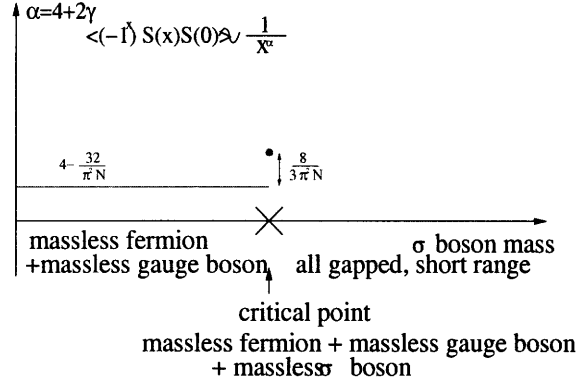 α=4+2γ
<(-1)^x S(x)S(0)>~ 1/X^α
4- 32/π²N
8/3π²N
massless fermion
+massless gauge boson
σ boson mass
all gapped, short range
critical point
massless fermion + massless gauge boson
+ masslessσ boson